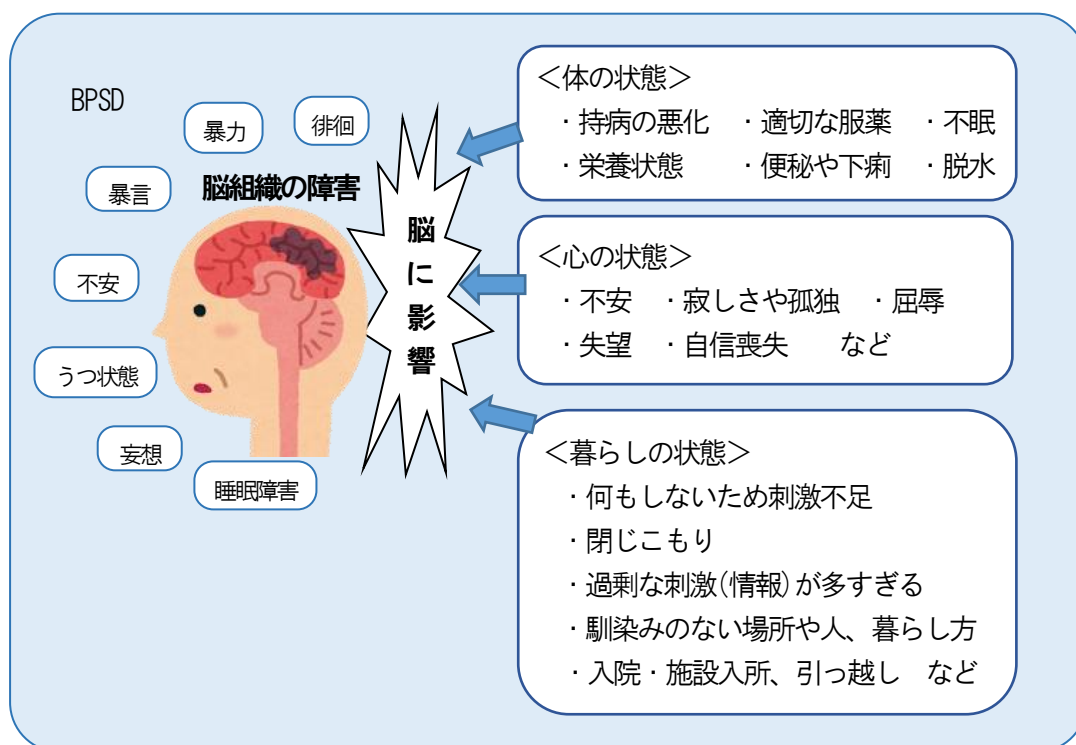 BPSD
暴力
徘徊
暴言
脳組織の障害
不安
うつ状態
妄想
睡眠障害
脳に影響
＜体の状態＞
・持病の悪化　・適切な服薬　・不眠
・栄養状態　　・便秘や下痢　・脱水
＜心の状態＞
・不安　・寂しさや孤独　・屈辱
・失望　・自信喪失　　など
＜暮らしの状態＞
・何もしないため刺激不足
・閉じこもり
・過剰な刺激(情報)が多すぎる
・馴染みのない場所や人、暮らし方
・入院・施設入所、引っ越し　など